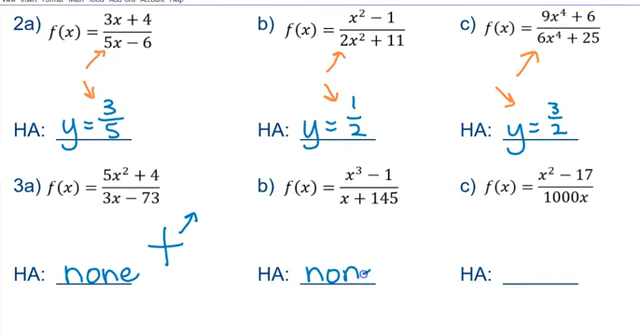 2a) f(x) = (3x + 4)/(5x − 6) b) f(x) = (x² − 1)/(2x² + 11) c) f(x) = (9x⁴ + 6)/(6x⁴ + 25)
HA: y = 3/5 HA: y = 1/2 HA: y = 3/2
3a) f(x) = (5x² + 4)/(3x − 73) b) f(x) = (x³ − 1)/(x + 145) c) f(x) = (x² − 17)/(1000x)
HA: none HA: none HA: